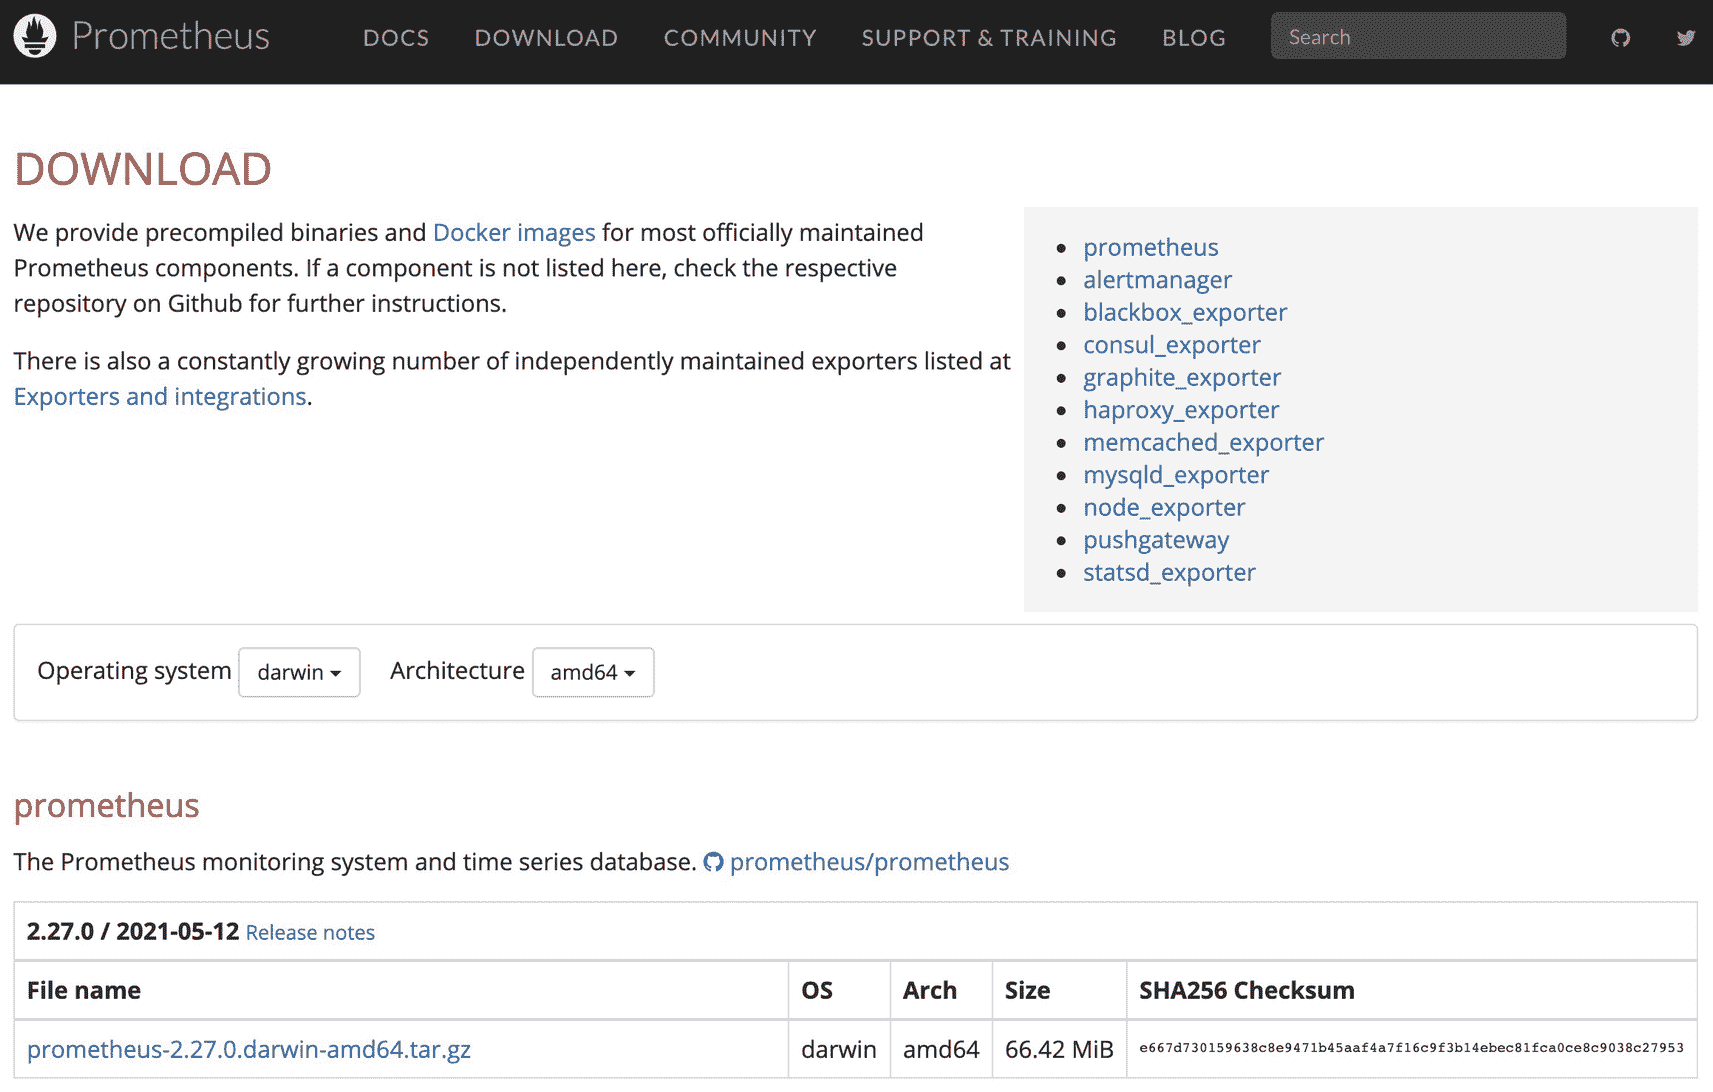 Prometheus DOCS DOWNLOAD COMMUNITY SUPPORT & TRAINING BLOG Search
DOWNLOAD
We provide precompiled binaries and Docker images for most officially maintained
Prometheus components. If a component is not listed here, check the respective
repository on Github for further instructions.
There is also a constantly growing number of independently maintained exporters listed at
Exporters and integrations.
prometheus
alertmanager
blackbox_exporter
consul_exporter
graphite_exporter
haproxy_exporter
memcached_exporter
mysqld_exporter
node_exporter
pushgateway
statsd_exporter
Operating system darwin Architecture amd64
prometheus
The Prometheus monitoring system and time series database. prometheus/prometheus
2.27.0 / 2021-05-12 Release notes
File name OS Arch Size SHA256 Checksum
prometheus-2.27.0.darwin-amd64.tar.gz darwin amd64 66.42 MiB e667d730159638c8e9471b45aaf4a7f16c9f3b14ebec81fca0ce8c9038c27953